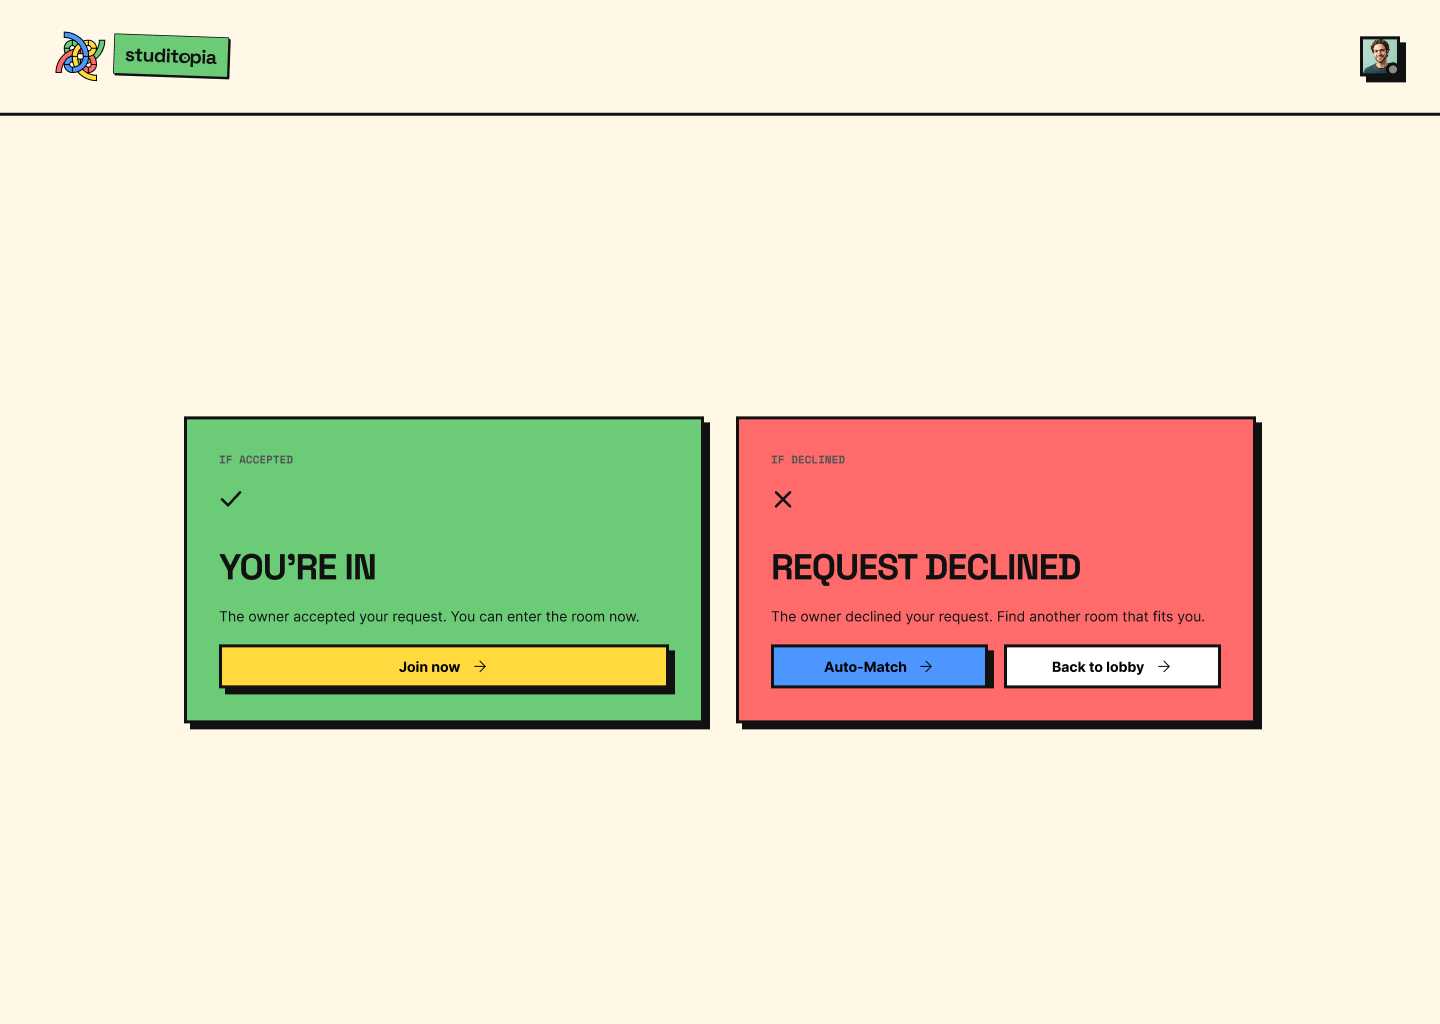 studitopia
IF ACCEPTED
YOU’RE IN
The owner accepted your request. You can enter the room now.
Join now
IF DECLINED
REQUEST DECLINED
The owner declined your request. Find another room that fits you.
Auto-Match
Back to lobby